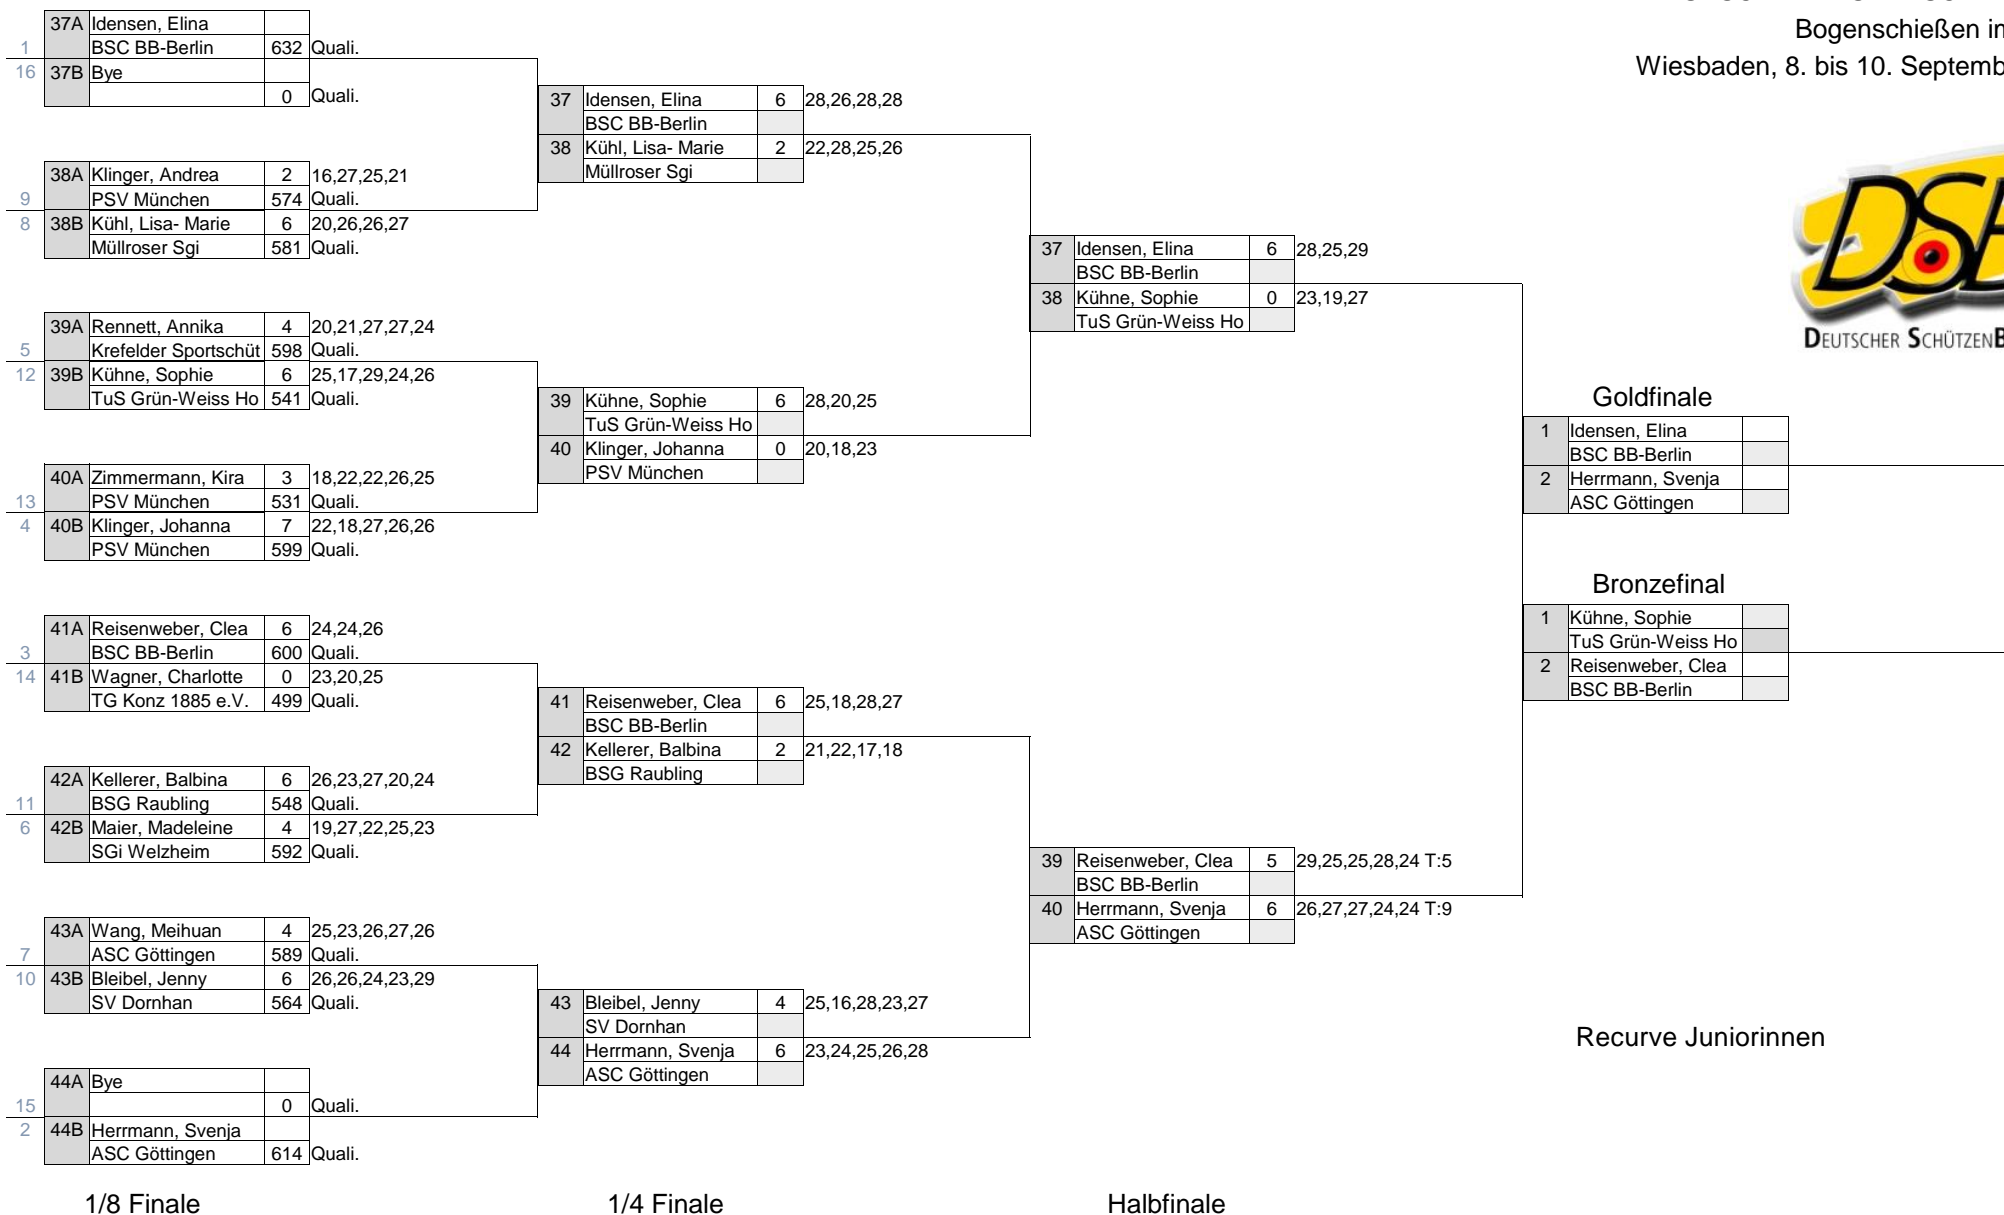 Bogenschießen
Wiesbaden, 8. bis 10.
DEUTSCHER SCHÜTZEN
37A Idensen, Elina
1 BSC BB-Berlin 632 Quali.
16 37B Bye
0 Quali.
38A Klinger, Andrea 2 16,27,25,21
9 PSV München 574 Quali.
8 38B Kühl, Lisa- Marie 6 20,26,26,27
Müllroser Sgi 581 Quali.
39A Rennett, Annika 4 20,21,27,27,24
5 Krefelder Sportschüt 598 Quali.
12 39B Kühne, Sophie 6 25,17,29,24,26
TuS Grün-Weiss Ho 541 Quali.
40A Zimmermann, Kira 3 18,22,22,26,25
13 PSV München 531 Quali.
4 40B Klinger, Johanna 7 22,18,27,26,26
PSV München 599 Quali.
41A Reisenweber, Clea 6 24,24,26
3 BSC BB-Berlin 600 Quali.
14 41B Wagner, Charlotte 0 23,20,25
TG Konz 1885 e.V. 499 Quali.
42A Kellerer, Balbina 6 26,23,27,20,24
11 BSG Raubling 548 Quali.
6 42B Maier, Madeleine 4 19,27,22,25,23
SGi Welzheim 592 Quali.
43A Wang, Meihuan 4 25,23,26,27,26
7 ASC Göttingen 589 Quali.
10 43B Bleibel, Jenny 6 26,26,24,23,29
SV Dornhan 564 Quali.
44A Bye
15 0 Quali.
2 44B Herrmann, Svenja
ASC Göttingen 614 Quali.
1/8 Finale
37 Idensen, Elina 6 28,26,28,28
BSC BB-Berlin
38 Kühl, Lisa- Marie 2 22,28,25,26
Müllroser Sgi
39 Kühne, Sophie 6 28,20,25
TuS Grün-Weiss Ho
40 Klinger, Johanna 0 20,18,23
PSV München
41 Reisenweber, Clea 6 25,18,28,27
BSC BB-Berlin
42 Kellerer, Balbina 2 21,22,17,18
BSG Raubling
43 Bleibel, Jenny 4 25,16,28,23,27
SV Dornhan
44 Herrmann, Svenja 6 23,24,25,26,28
ASC Göttingen
1/4 Finale
37 Idensen, Elina 6 28,25,29
BSC BB-Berlin
38 Kühne, Sophie 0 23,19,27
TuS Grün-Weiss Ho
39 Reisenweber, Clea 5 29,25,25,28,24 T:5
BSC BB-Berlin
40 Herrmann, Svenja 6 26,27,27,24,24 T:9
ASC Göttingen
Halbfinale
Goldfinale
1 Idensen, Elina
BSC BB-Berlin
2 Herrmann, Svenja
ASC Göttingen
Bronzefinal
1 Kühne, Sophie
TuS Grün-Weiss Ho
2 Reisenweber, Clea
BSC BB-Berlin
Recurve Juniorinnen